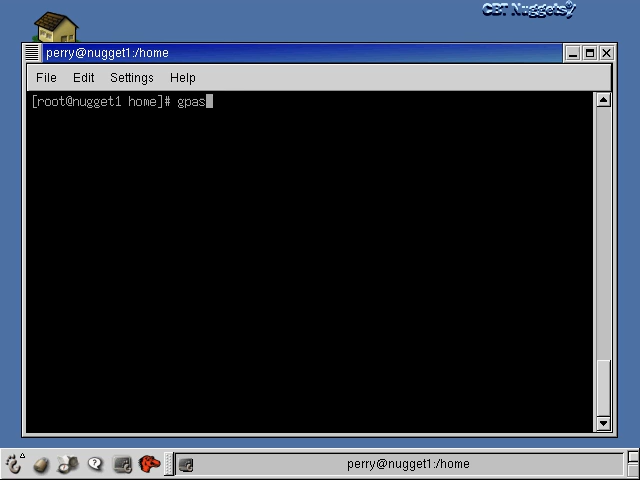 CBT Nuggets
perry@nugget1:/home
File Edit Settings Help
[root@nugget1 home]# gpas
perry@nugget1:/home